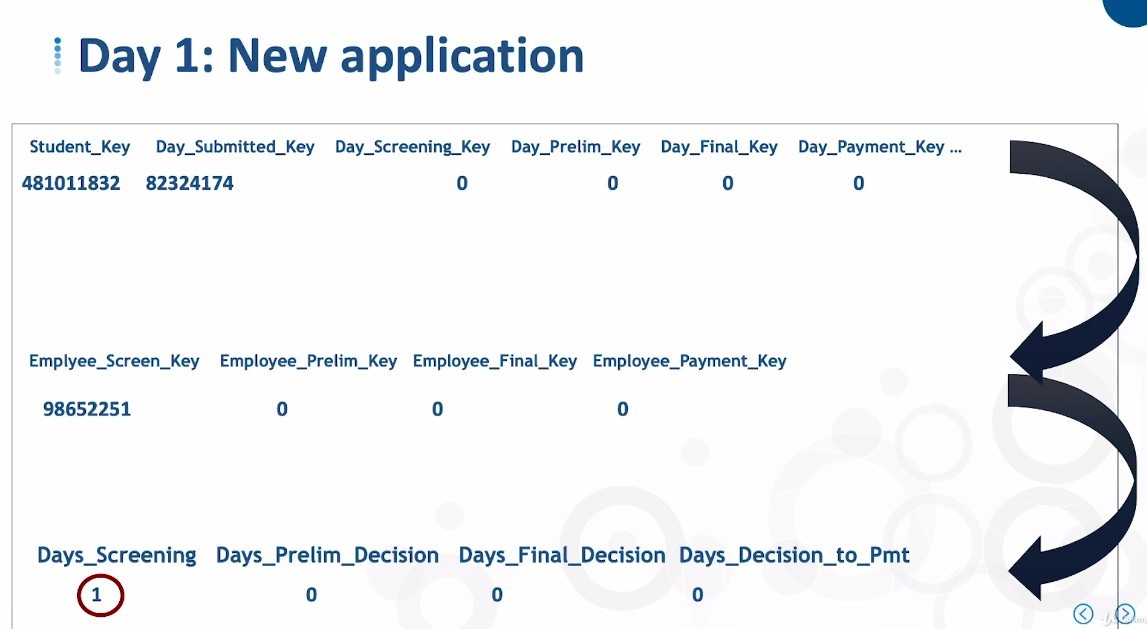 Day 1: New application
Student_Key Day_Submitted_Key Day_Screening_Key Day_Prelim_Key Day_Final_Key Day_Payment_Key ...
481011832 82324174 0 0 0 0
Emplyee_Screen_Key Employee_Prelim_Key Employee_Final_Key Employee_Payment_Key
98652251 0 0 0
Days_Screening Days_Prelim_Decision Days_Final_Decision Days_Decision_to_Pmt
1 0 0 0